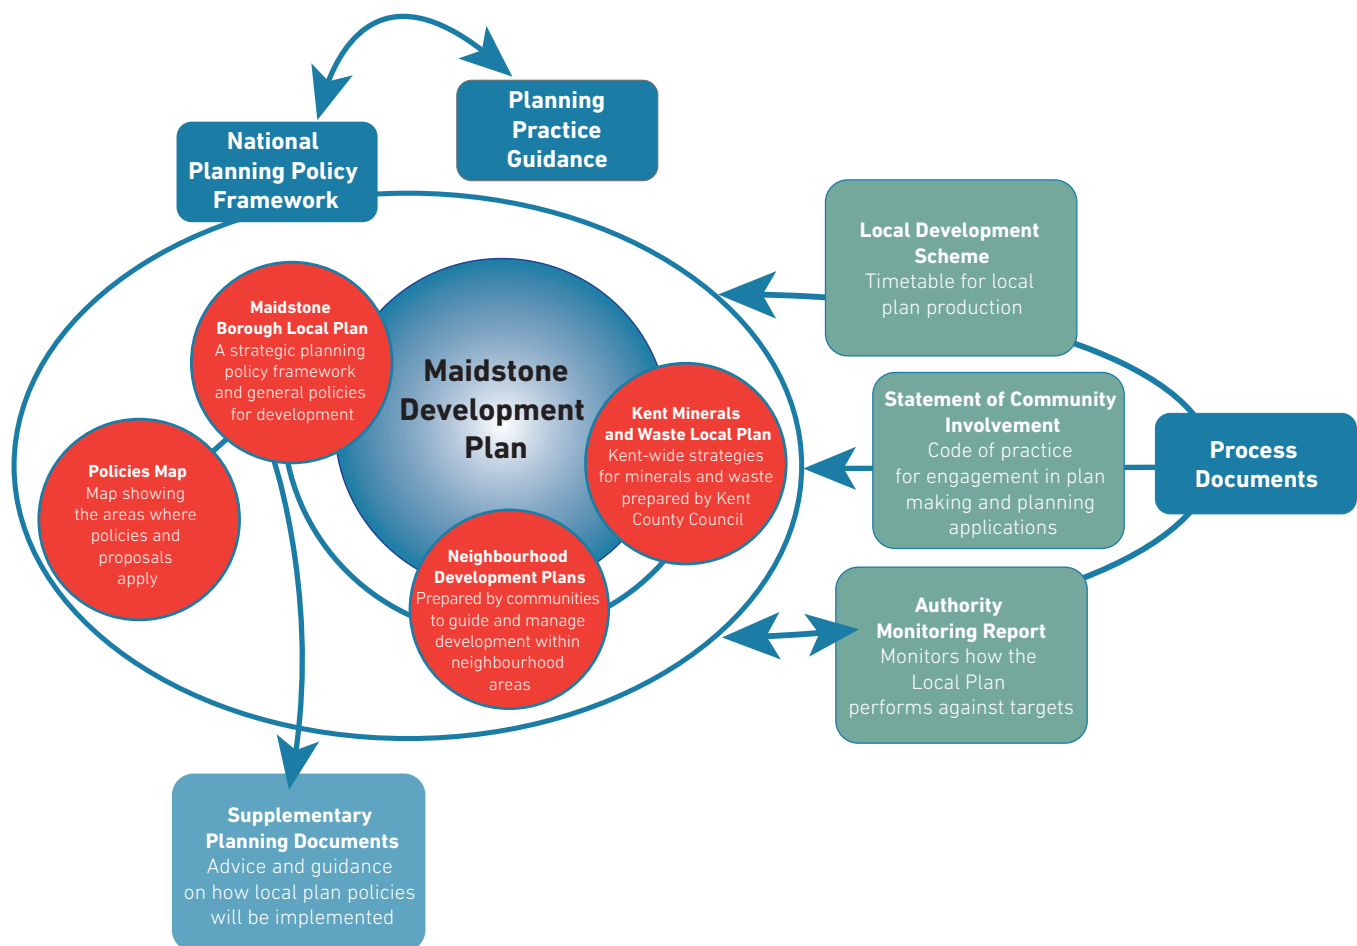 Planning
Practice
Guidance
National
Planning Policy
Framework
Local Development
Scheme
Timetable for local
plan production
Maidstone
Borough Local Plan
A strategic planning
policy framework
and general policies
for development
Maidstone
Development
Plan
Kent Minerals
and Waste Local Plan
Kent-wide strategies
for minerals and waste
prepared by Kent
County Council
Statement of Community
Involvement
Code of practice
for engagement in plan
making and planning
applications
Process
Documents
Policies Map
Map showing
the areas where
policies and
proposals
apply
Neighbourhood
Development Plans
Prepared by communities
to guide and manage
development within
neighbourhood
areas
Authority
Monitoring Report
Monitors how the
Local Plan
performs against targets
Supplementary
Planning Documents
Advice and guidance
on how local plan policies
will be implemented